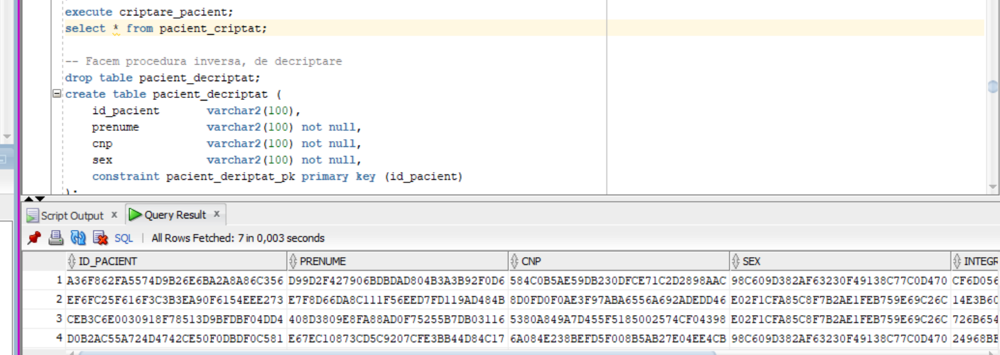 execute criptare_pacient;
select * from pacient_criptat;
-- Facem procedura inversa, de decriptare
drop table pacient_decriptat;
create table pacient_decriptat (
id_pacient varchar2(100),
prenume varchar2(100) not null,
cnp varchar2(100) not null,
sex varchar2(100) not null,
constraint pacient_deriptat_pk primary key (id_pacient)
);
Script Output x Query Result x
SQL | All Rows Fetched: 7 in 0,003 seconds
ID_PACIENT PRENUME CNP SEX INTEGR
1 A36F862FA5574D9B26E6BA2A8A86C356 D99D2F427906BDBDAD804B3A3B92F0D6 584C0B5AE59DB230DFCE71C2D2898AAC 98C609D382AF63230F49138C77C0D470 CF6D056
2 EF6FC25F616F3C3B3EA90F6154EEE273 E7F8D66DA8C111F56EED7FD119AD484B 8D0FD0F0AE3F97ABA6556A692ADEDD46 E02F1CFA85C8F7B2AE1FEB759E69C26C 14E3B60
3 CEB3C6E0030918F78513D9BFDBF04DD4 408D3809E8FA88AD0F75255B7DB03116 5380A849A7D455F5185002574CF04398 E02F1CFA85C8F7B2AE1FEB759E69C26C 726B654
4 D0B2AC55A724D4742CE50F0DBDF0C581 E67EC10873CD5C9207CFE3BB44D84C17 6A084E238BEFD5F008B5AB27E04EE4CB 98C609D382AF63230F49138C77C0D470 24968BE